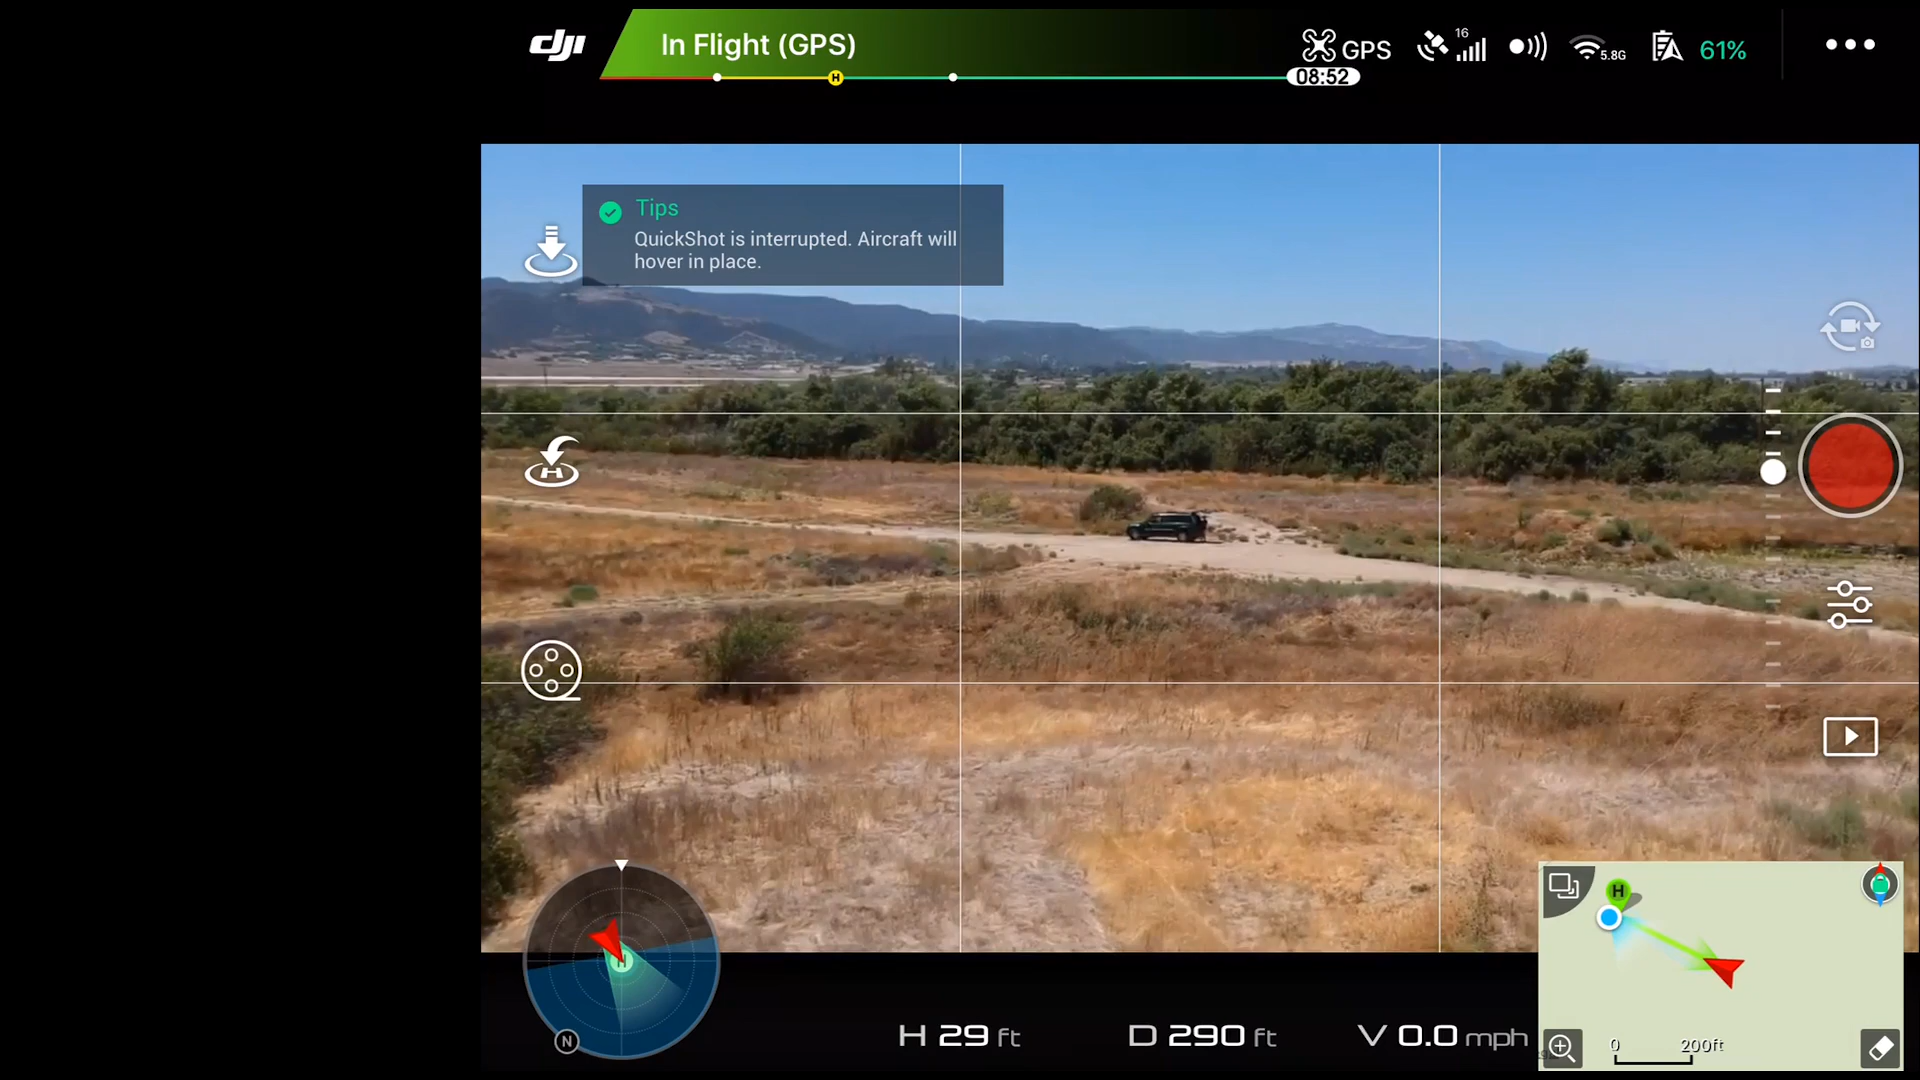 dji In Flight (GPS) GPS 16 5.8G 61%
08:52
H
Tips
QuickShot is interrupted. Aircraft will
hover in place.
H
H
H
N
H 29 ft D 290 ft V 0.0 mph
0 200ft